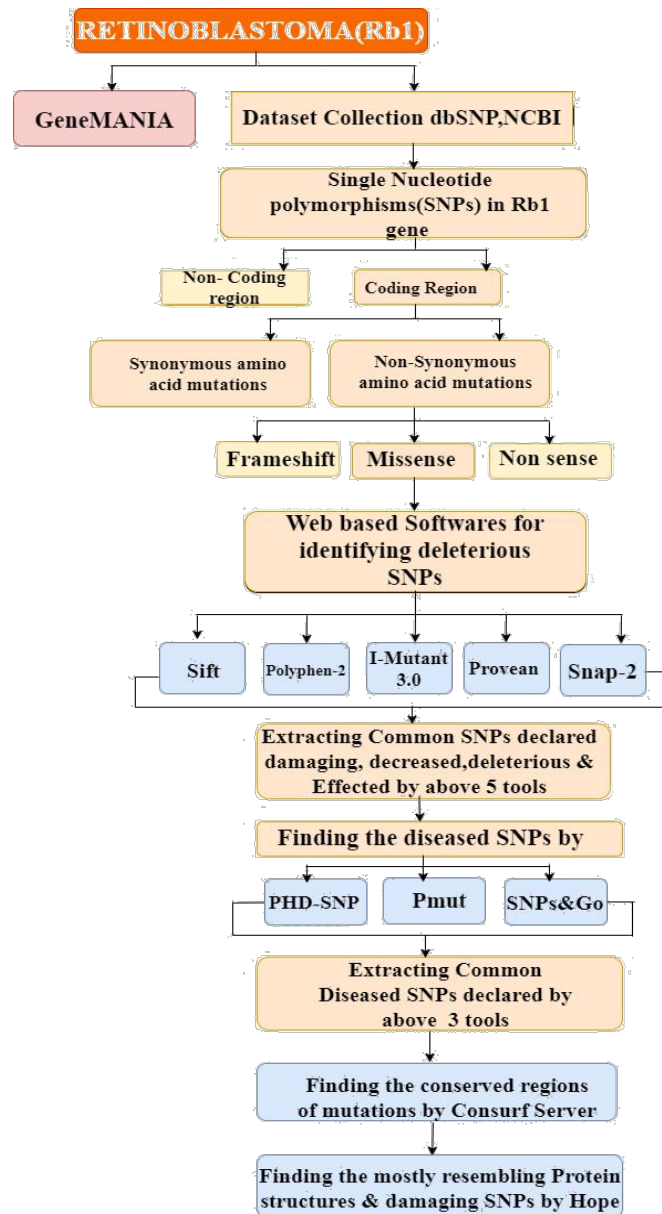 RETINOBLASTOMA(Rb1)
GeneMANIA
Dataset Collection dbSNP,NCBI
Single Nucleotide
polymorphisms(SNPs) in Rb1
gene
Non- Coding
region
Coding Region
Synonymous amino
acid mutations
Non-Synonymous
amino acid mutations
Frameshift
Missense
Non sense
Web based Softwares for
identifying deleterious
SNPs
Sift
Polyphen-2
I-Mutant
3.0
Provean
Snap-2
Extracting Common SNPs declared
damaging, decreased,deleterious &
Effected by above 5 tools
Finding the diseased SNPs by
PHD-SNP
Pmut
SNPs&Go
Extracting Common
Diseased SNPs declared by
above 3 tools
Finding the conserved regions
of mutations by Consurf Server
Finding the mostly resembling Protein
structures & damaging SNPs by Hope